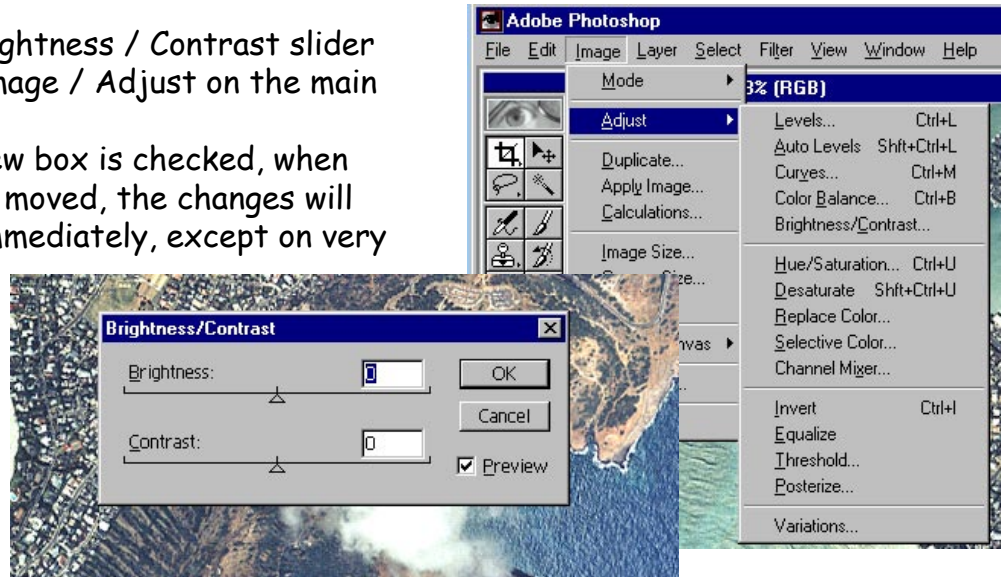 ghtness / Contrast slider
nage / Adjust on the main
ew box is checked, when
moved, the changes will
mmediately, except on very
Adobe Photoshop
File Edit Image Layer Select Filter View Window Help
3% (RGB)
Mode
Adjust
Duplicate...
Apply Image...
Calculations...
Image Size...
Size...
nvas
Levels... Ctrl+L
Auto Levels Shft+Ctrl+L
Curves... Ctrl+M
Color Balance... Ctrl+B
Brightness/Contrast...
Hue/Saturation... Ctrl+U
Desaturate Shft+Ctrl+U
Replace Color...
Selective Color...
Channel Mixer...
Invert Ctrl+I
Equalize
Threshold...
Posterize...
Variations...
Brightness/Contrast
Brightness: 0
OK
Cancel
Contrast: 0
Preview